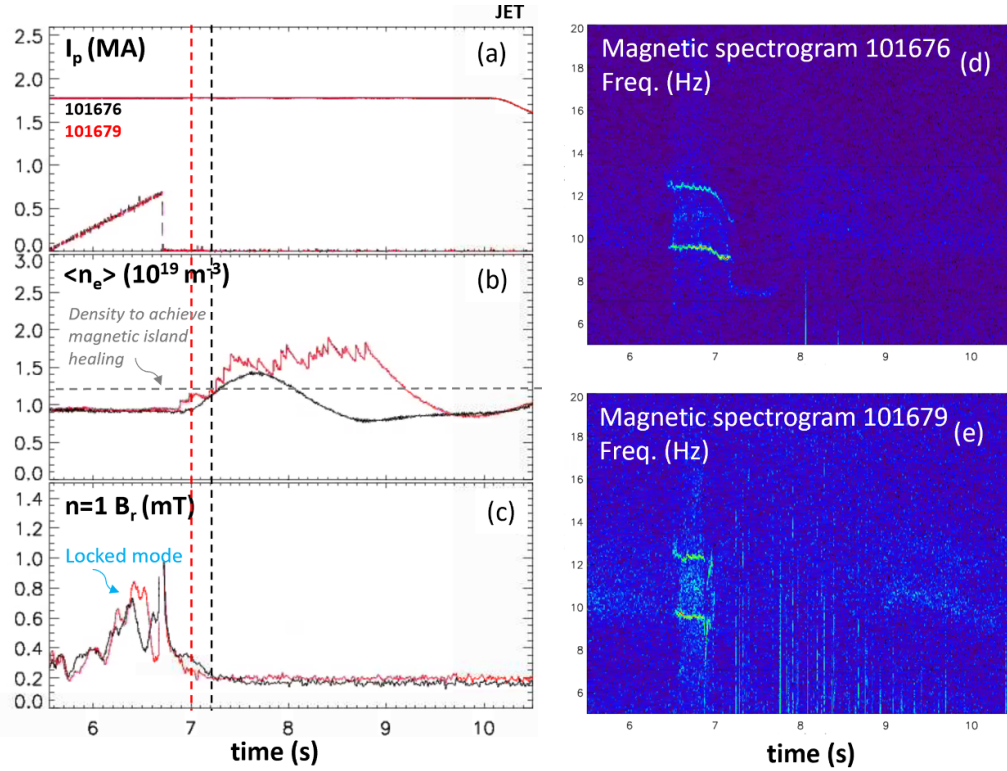 JET
I_p (MA)
(a)
101676
101679
2.5
2.0
1.5
1.0
0.5
0.0
<n_e> (10^19 m^-3)
(b)
Density to achieve
magnetic island
healing
3.0
2.5
2.0
1.5
1.0
0.5
0.0
n=1 B_r (mT)
(c)
Locked mode
1.4
1.2
1.0
0.8
0.6
0.4
0.2
0.0
6 7 8 9 10
time (s)
Magnetic spectrogram 101676
(d)
Freq. (Hz)
20
18
16
14
12
10
8
6
6 7 8 9 10
Magnetic spectrogram 101679
(e)
Freq. (Hz)
20
18
16
14
12
10
8
6
6 7 8 9 10
time (s)